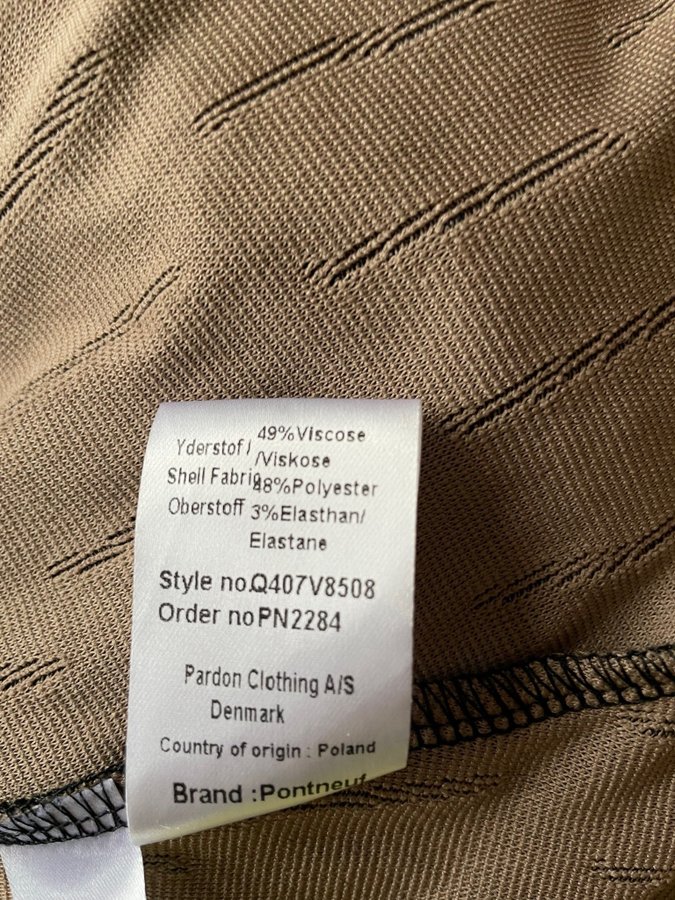 Yderstof / 49%Viscose
/Viskose
Shell Fabric 48%Polyester
Oberstoff 3%Elasthan/
Elastane
Style no.Q407V8508
Order no PN2284
Pardon Clothing A/S
Denmark
Country of origin : Poland
Brand :Pontneuf